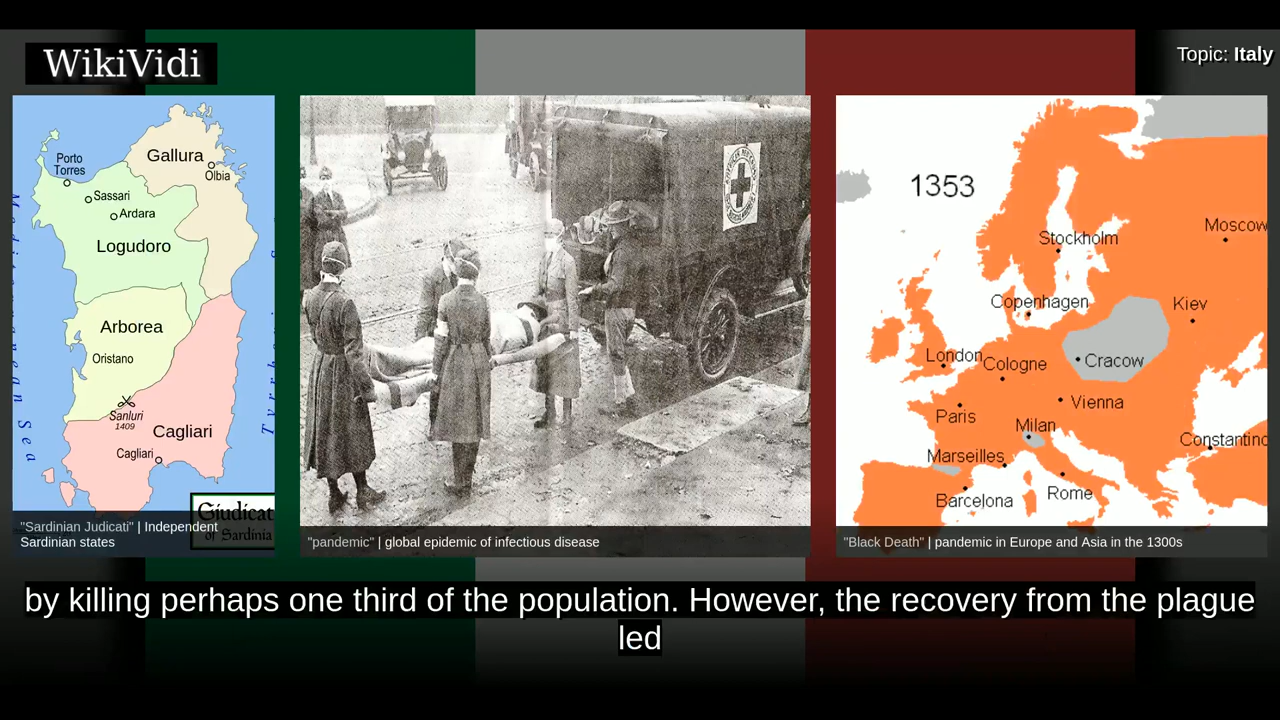 WikiVidi
Topic: Italy
Porto
Torres
Gallura
Olbia
Sassari
Ardara
Logudoro
Arborea
Oristano
Sanluri
1409
Cagliari
Cagliari
Sea
Giudicat
of Sardinia
"Sardinian Judicati" | Independent
Sardinian states
"pandemic" | global epidemic of infectious disease
1353
Moscow
Stockholm
Copenhagen
Kiev
London
Cologne
Cracow
Paris
Vienna
Milan
Constantino
Marseilles
Barcelona
Rome
"Black Death" | pandemic in Europe and Asia in the 1300s
by killing perhaps one third of the population. However, the recovery from the plague
led